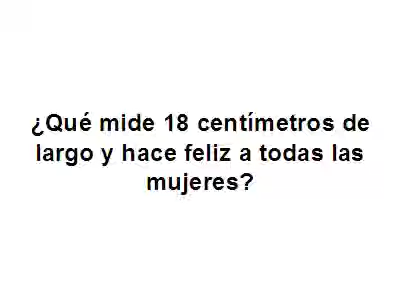 ¿Qué mide 18 centímetros de
largo y hace feliz a todas las
mujeres?